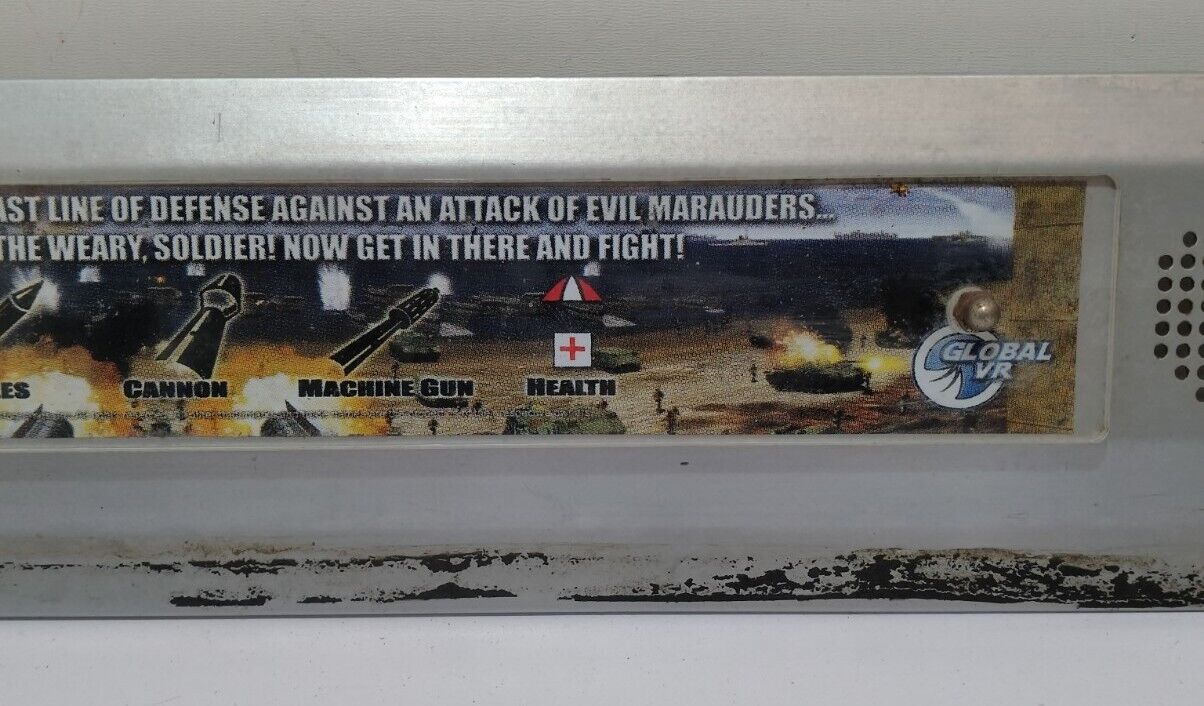 AST LINE OF DEFENSE AGAINST AN ATTACK OF EVIL MARAUDERS...
THE WEARY, SOLDIER! NOW GET IN THERE AND FIGHT!
LES
CANNON
MACHINE GUN
HEALTH
GLOBAL
VR